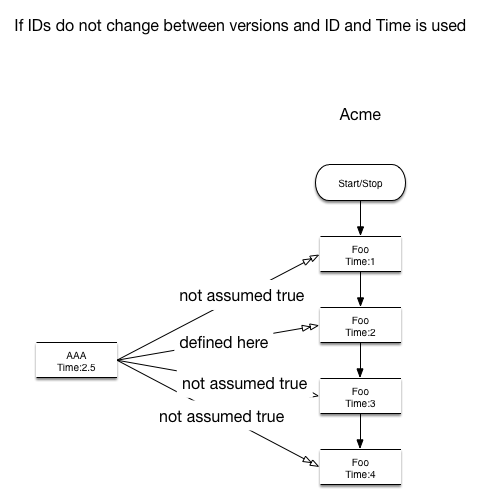 If IDs do not change between versions and ID and Time is used
Acme
Start/Stop
Foo
Time:1
not assumed true
Foo
Time:2
defined here
AAA
Time:2.5
not assumed true
Foo
Time:3
not assumed true
Foo
Time:4